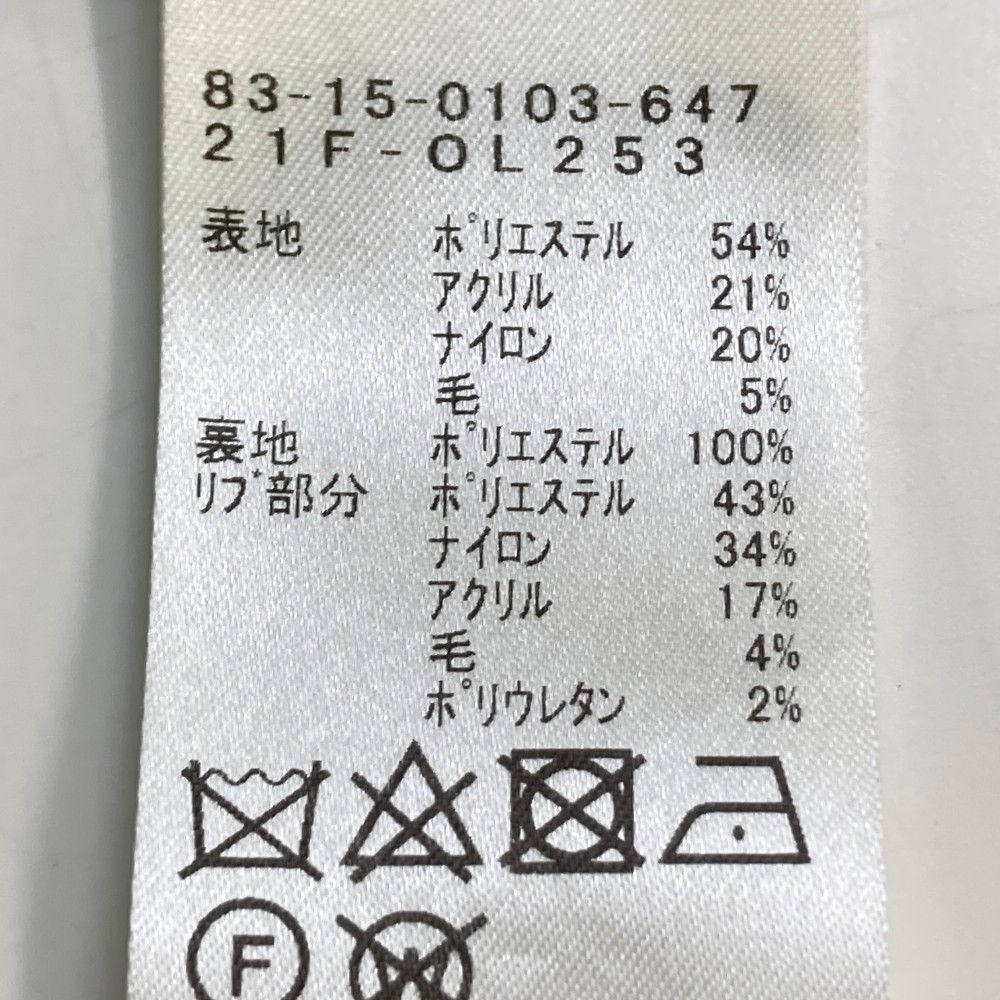 83-15-0103-647
21F-OL253
表地 ポリエステル 54%
アクリル 21%
ナイロン 20%
毛 5%
裏地 ポリエステル 100%
リブ部分 ポリエステル 43%
ナイロン 34%
アクリル 17%
毛 4%
ポリウレタン 2%
F W